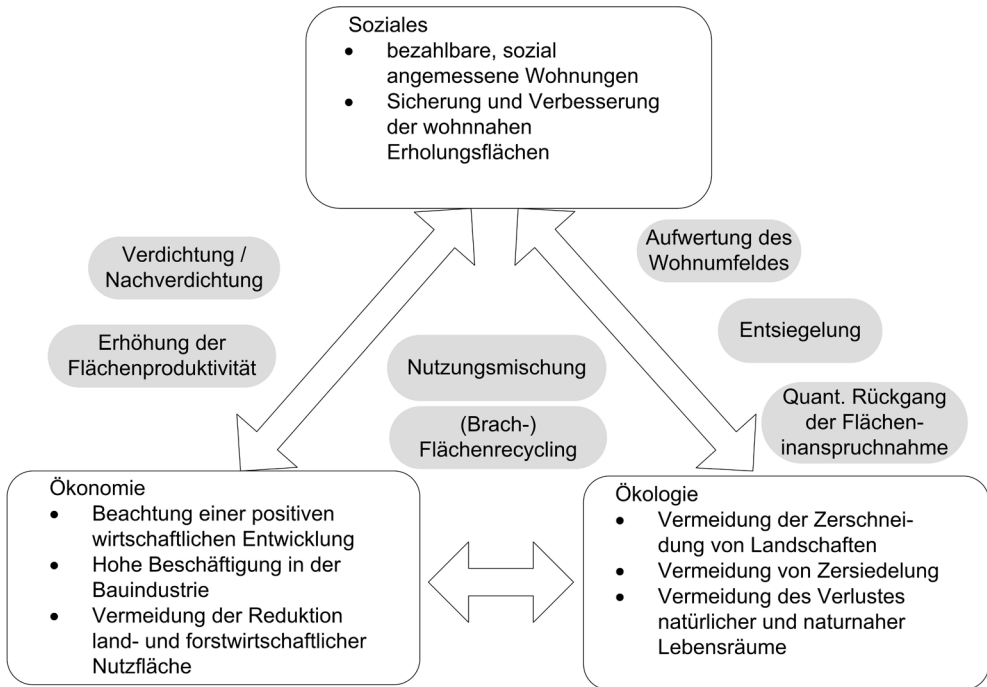 Soziales
• bezahlbare, sozial
angemessene Wohnungen
• Sicherung und Verbesserung
der wohnnahen
Erholungsflächen
Verdichtung /
Nachverdichtung
Erhöhung der
Flächenproduktivität
Nutzungsmischung
(Brach-)
Flächenrecycling
Aufwertung des
Wohnumfeldes
Entsiegelung
Quant. Rückgang
der Flächen-
inanspruchnahme
Ökonomie
• Beachtung einer positiven
wirtschaftlichen Entwicklung
• Hohe Beschäftigung in der
Bauindustrie
• Vermeidung der Reduktion
land- und forstwirtschaftlicher
Nutzfläche
Ökologie
• Vermeidung der Zerschnei-
dung von Landschaften
• Vermeidung von Zersiedelung
• Vermeidung des Verlustes
natürlicher und naturnaher
Lebensräume